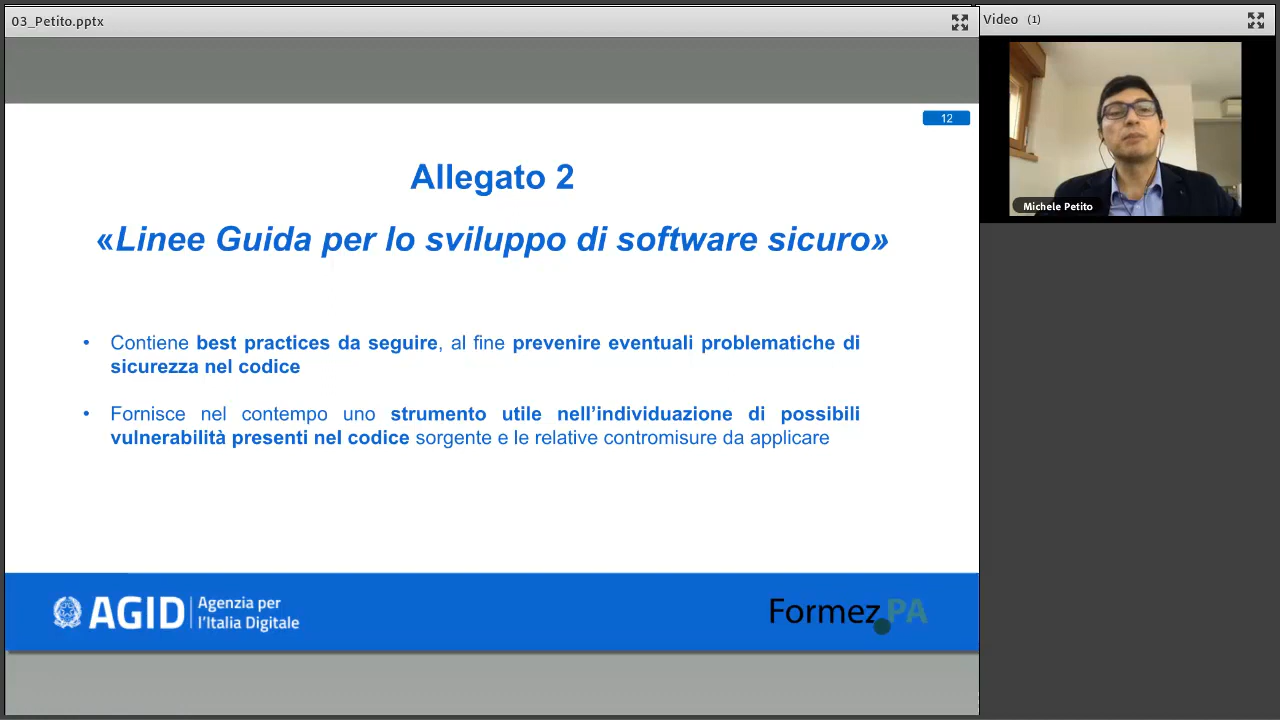 03_Petito.pptx
Video (1)
12
Michele Petito
Allegato 2
«Linee Guida per lo sviluppo di software sicuro»
• Contiene best practices da seguire, al fine prevenire eventuali problematiche di
sicurezza nel codice
• Fornisce nel contempo uno strumento utile nell’individuazione di possibili
vulnerabilità presenti nel codice sorgente e le relative contromisure da applicare
AGID
Agenzia per
l’Italia Digitale
Formez PA